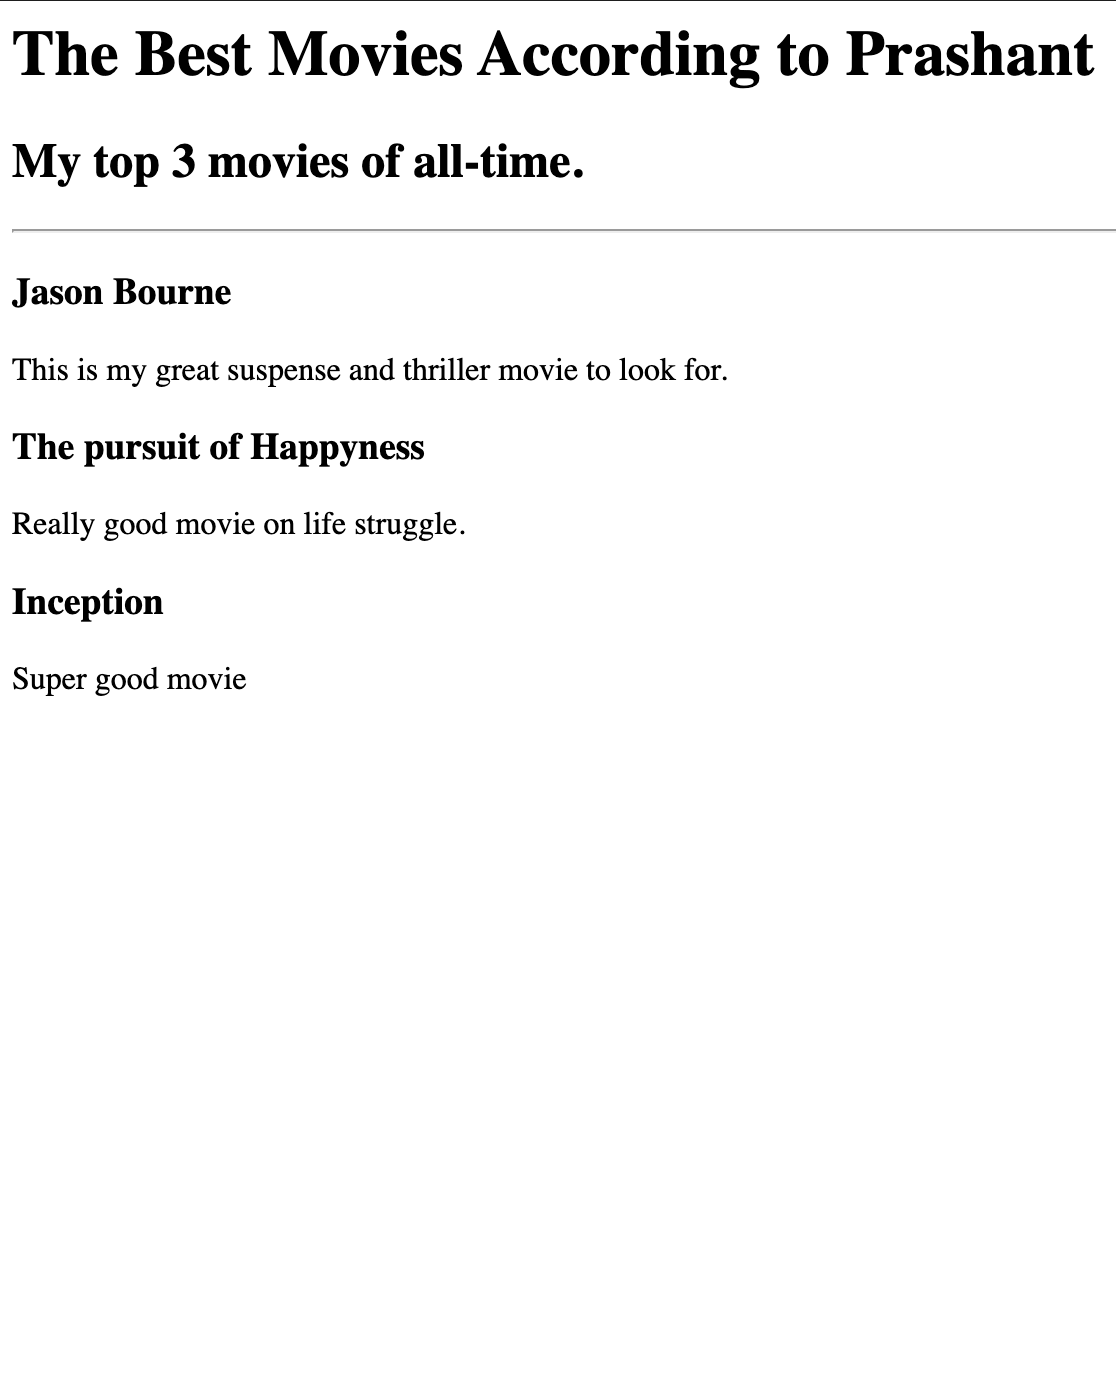 The Best Movies According to Prashant
My top 3 movies of all-time.
Jason Bourne
This is my great suspense and thriller movie to look for.
The pursuit of Happyness
Really good movie on life struggle.
Inception
Super good movie